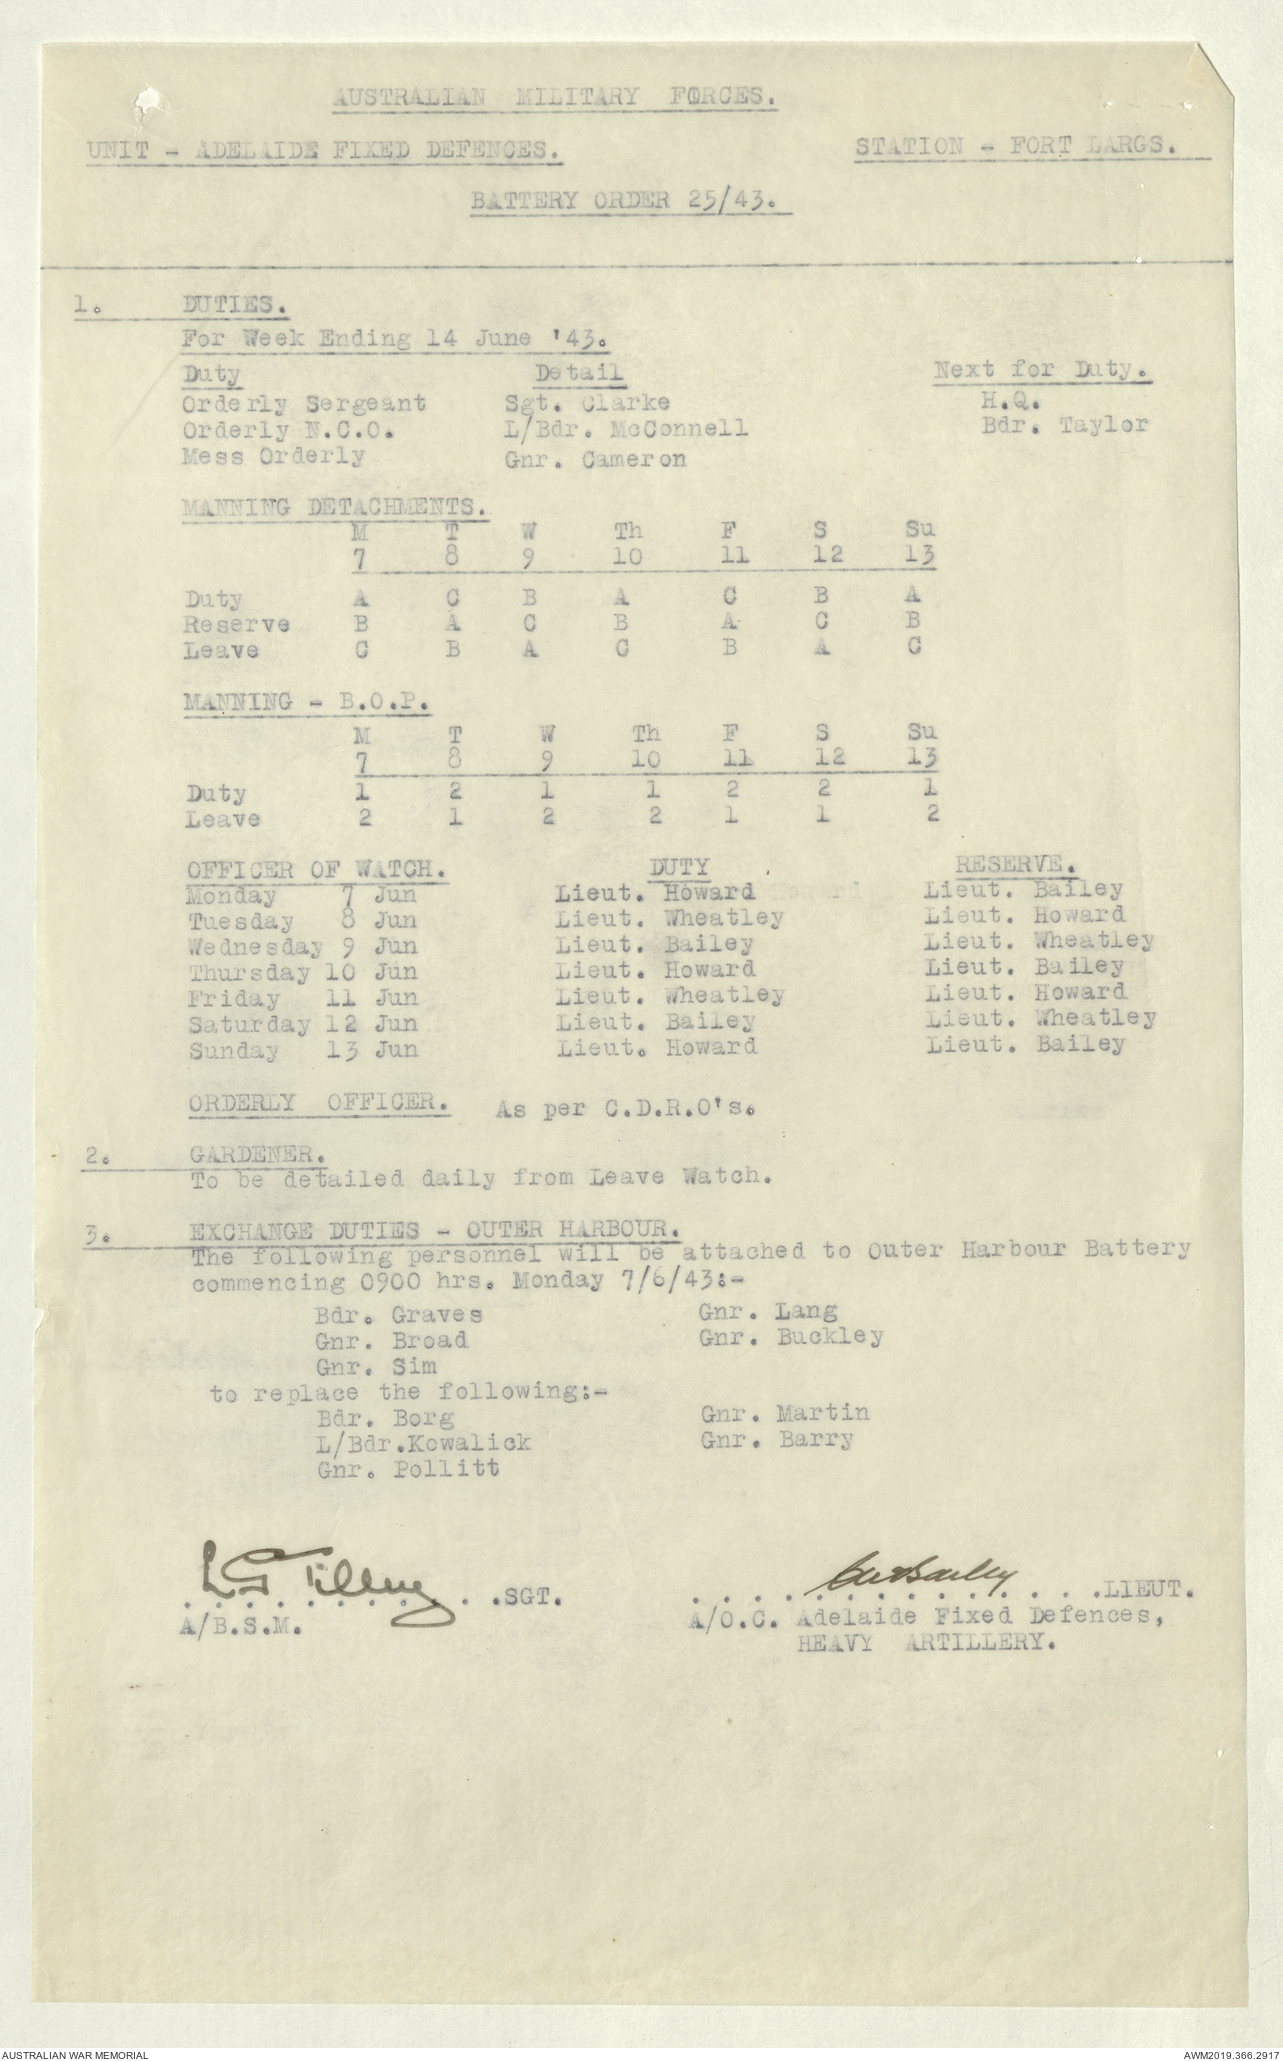 AUSTRALIAN MILITARY FORCES.
UNIT - ADELAIDE FIXED DEFENCES. STATION - FORT LARGS.
BATTERY ORDER 25/43.
1. DUTIES.
For Week Ending 14 June '43.
Duty Detail Next for Duty.
Orderly Sergeant Sgt. Clarke H.Q.
Orderly N.C.O. L/Bdr. McConnell Bdr. Taylor
Mess Orderly Gnr. Cameron
MANNING DETACHMENTS.
M T W Th F S Su
7 8 9 10 11 12 13
Duty A C B A C B A
Reserve B A C B A C B
Leave C B A C B A C
MANNING - B.O.P.
M T W Th F S Su
7 8 9 10 11 12 13
Duty 1 2 1 1 2 2 1
Leave 2 1 2 2 1 1 2
OFFICER OF WATCH. DUTY RESERVE.
Monday 7 Jun Lieut. Howard Lieut. Bailey
Tuesday 8 Jun Lieut. Wheatley Lieut. Howard
Wednesday 9 Jun Lieut. Bailey Lieut. Wheatley
Thursday 10 Jun Lieut. Howard Lieut. Bailey
Friday 11 Jun Lieut. Wheatley Lieut. Howard
Saturday 12 Jun Lieut. Bailey Lieut. Wheatley
Sunday 13 Jun Lieut. Howard Lieut. Bailey
ORDERLY OFFICER. As per C.D.R.O's.
2. GARDENER.
To be detailed daily from Leave Watch.
3. EXCHANGE DUTIES - OUTER HARBOUR.
The following personnel will be attached to Outer Harbour Battery
commencing 0900 hrs. Monday 7/6/43:-
Bdr. Graves Gnr. Lang
Gnr. Broad Gnr. Buckley
Gnr. Sim
to replace the following:-
Bdr. Borg Gnr. Martin
L/Bdr.Kowalick Gnr. Barry
Gnr. Pollitt
. . . . . . . . . . .SGT. . . . . . . . . . . . . . .LIEUT.
A/B.S.M. A/O.C. Adelaide Fixed Defences,
HEAVY ARTILLERY.
AUSTRALIAN WAR MEMORIAL AWM2019.366.2917